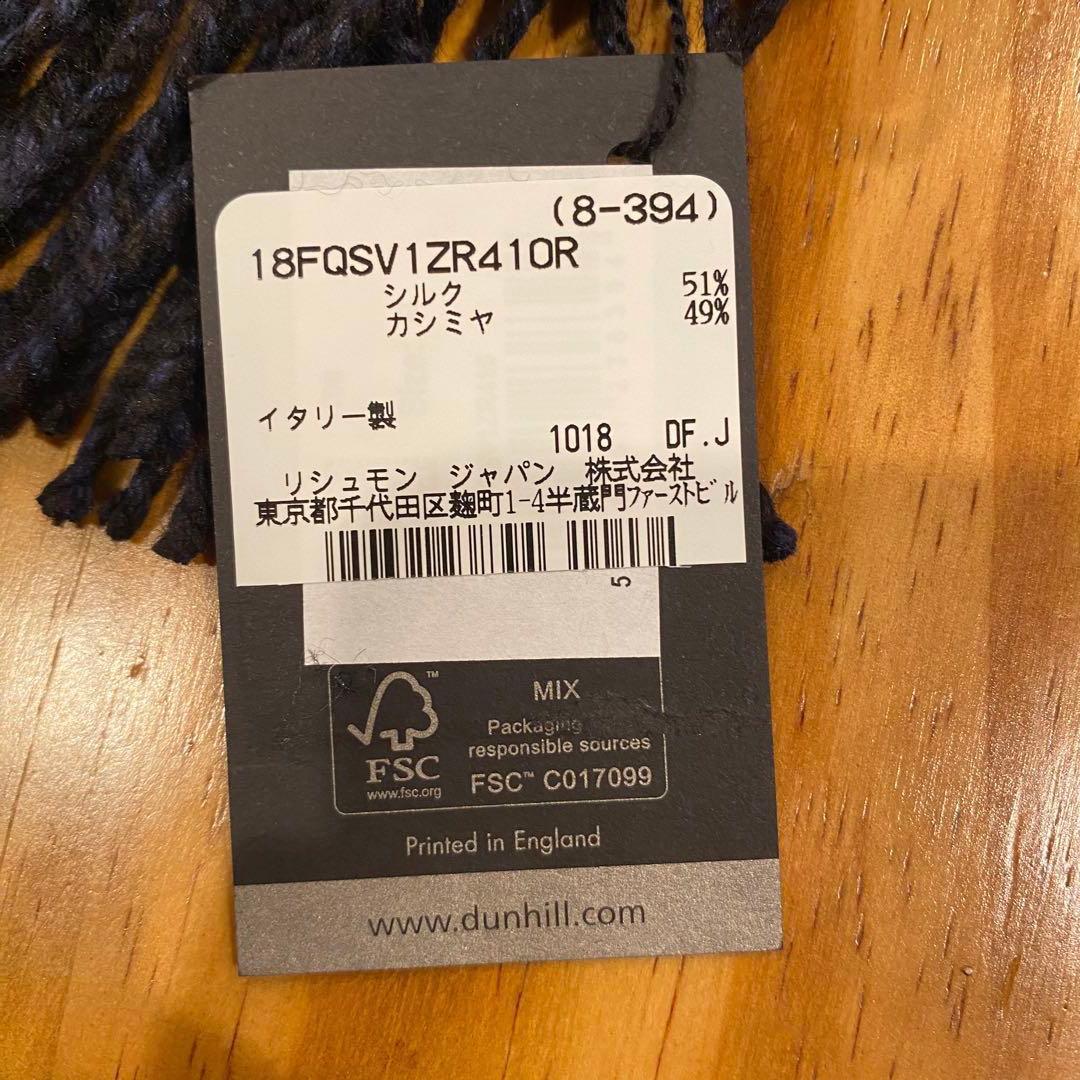 (8-394)
18FQSV1ZR410R
シルク 51%
カシミヤ 49%
イタリー製
1018 DF.J
リシュモン ジャパン 株式会社
東京都千代田区麹町1-4半蔵門ファーストビル
5
TM
MIX
Packaging
responsible sources
FSC
www.fsc.org
FSC™ C017099
Printed in England
www.dunhill.com